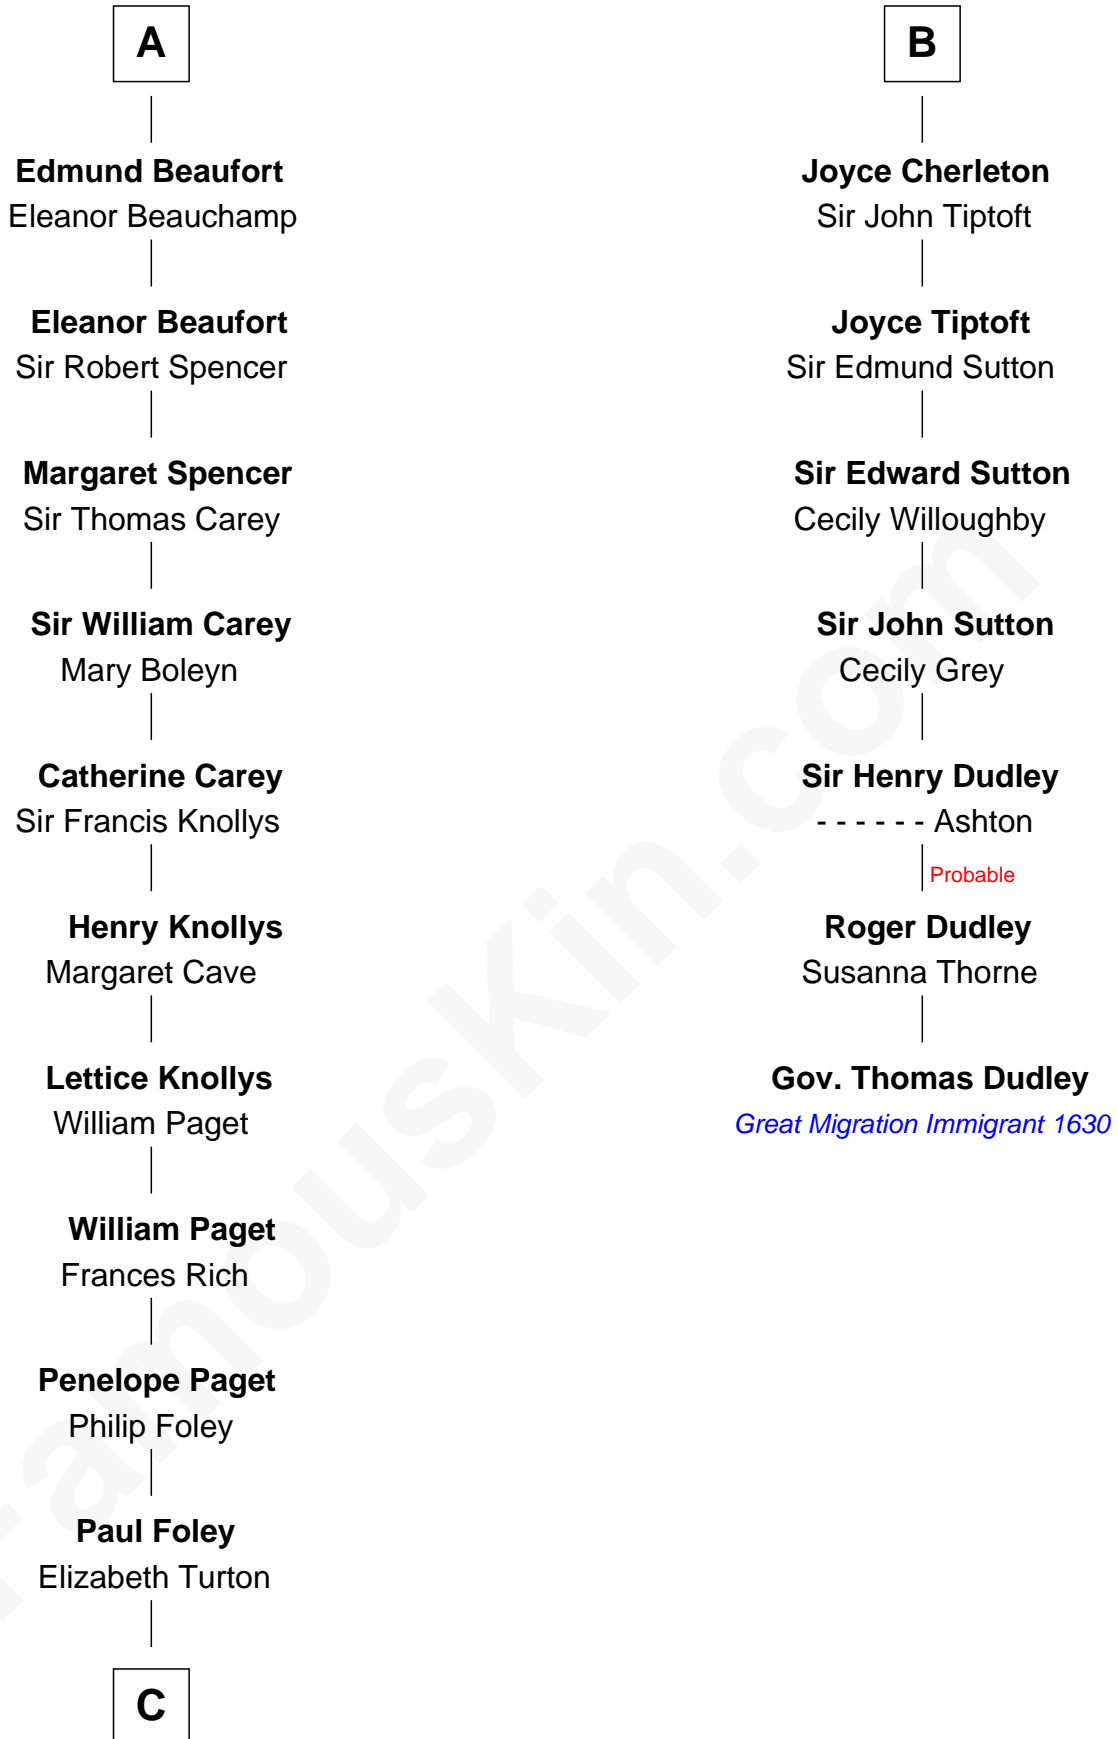 A
Edmund Beaufort
Eleanor Beauchamp
Eleanor Beaufort
Sir Robert Spencer
Margaret Spencer
Sir Thomas Carey
Sir William Carey
Mary Boleyn
Catherine Carey
Sir Francis Knollys
Henry Knollys
Margaret Cave
Lettice Knollys
William Paget
William Paget
Frances Rich
Penelope Paget
Philip Foley
Paul Foley
Elizabeth Turton
C
B
Joyce Cherleton
Sir John Tiptoft
Joyce Tiptoft
Sir Edmund Sutton
Sir Edward Sutton
Cecily Willoughby
Sir John Sutton
Cecily Grey
Sir Henry Dudley
- - - - - - Ashton
Probable
Roger Dudley
Susanna Thorne
Gov. Thomas Dudley
Great Migration Immigrant 1630
FamousKin.com